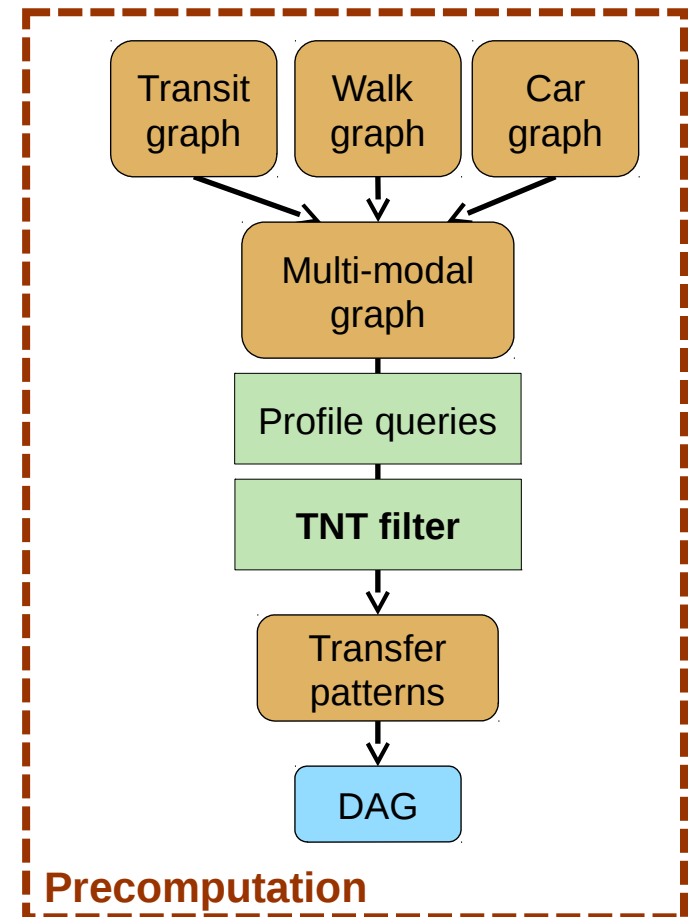 Transit
graph
Walk
graph
Car
graph
Multi-modal
graph
Profile queries
TNT filter
Transfer
patterns
DAG
Precomputation